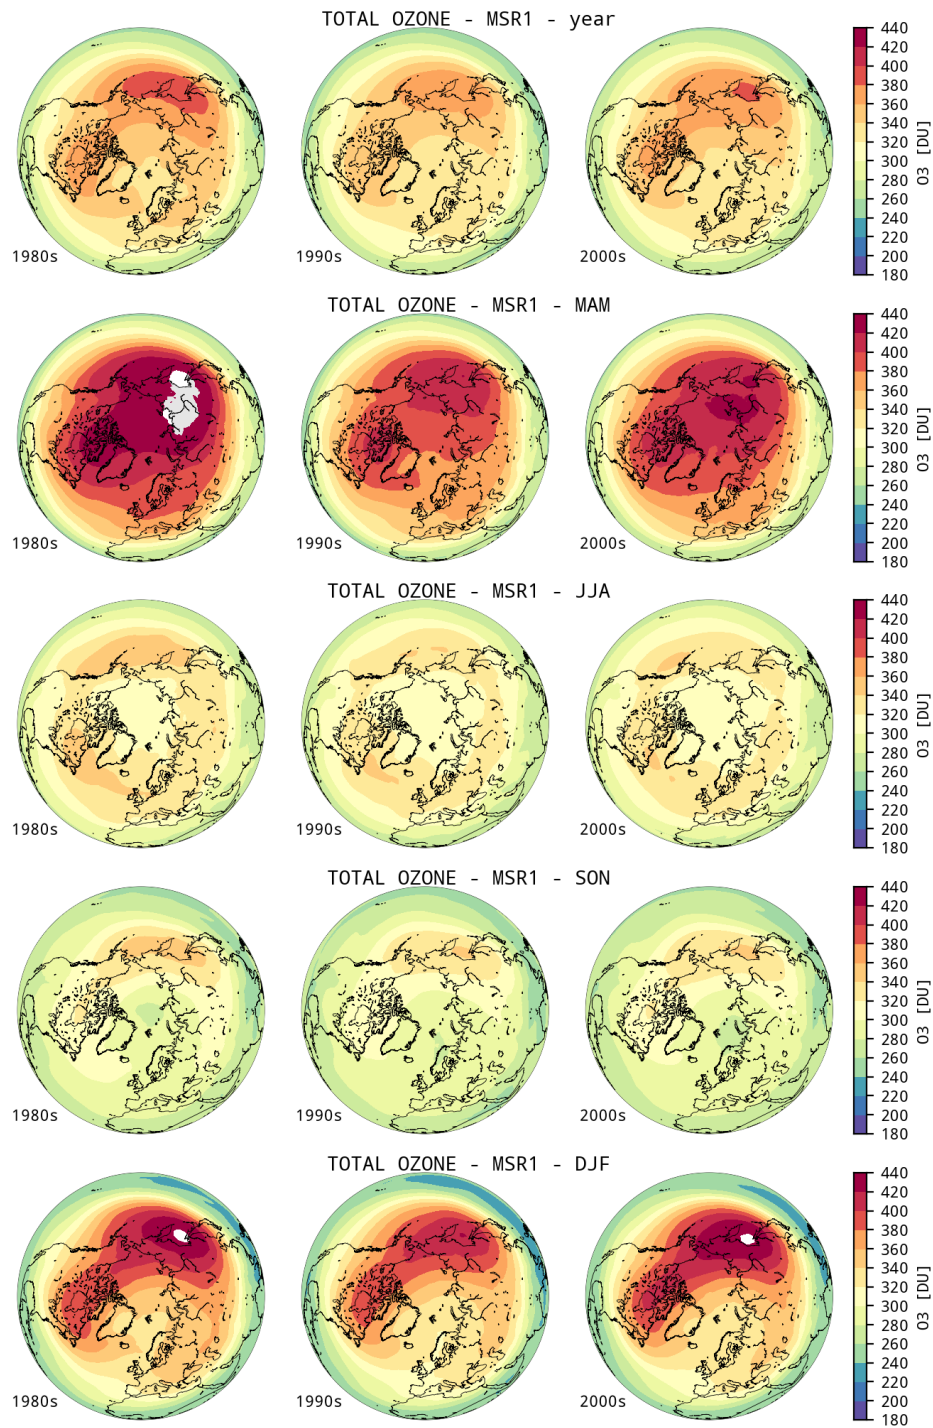 TOTAL OZONE - MSR1 - year
1980s
1990s
2000s
440
420
400
380
360
340
320
300
280
260
240
220
200
180
O3 [DU]
TOTAL OZONE - MSR1 - MAM
1980s
1990s
2000s
440
420
400
380
360
340
320
300
280
260
240
220
200
180
O3 [DU]
TOTAL OZONE - MSR1 - JJA
1980s
1990s
2000s
440
420
400
380
360
340
320
300
280
260
240
220
200
180
O3 [DU]
TOTAL OZONE - MSR1 - SON
1980s
1990s
2000s
440
420
400
380
360
340
320
300
280
260
240
220
200
180
O3 [DU]
TOTAL OZONE - MSR1 - DJF
1980s
1990s
2000s
440
420
400
380
360
340
320
300
280
260
240
220
200
180
O3 [DU]